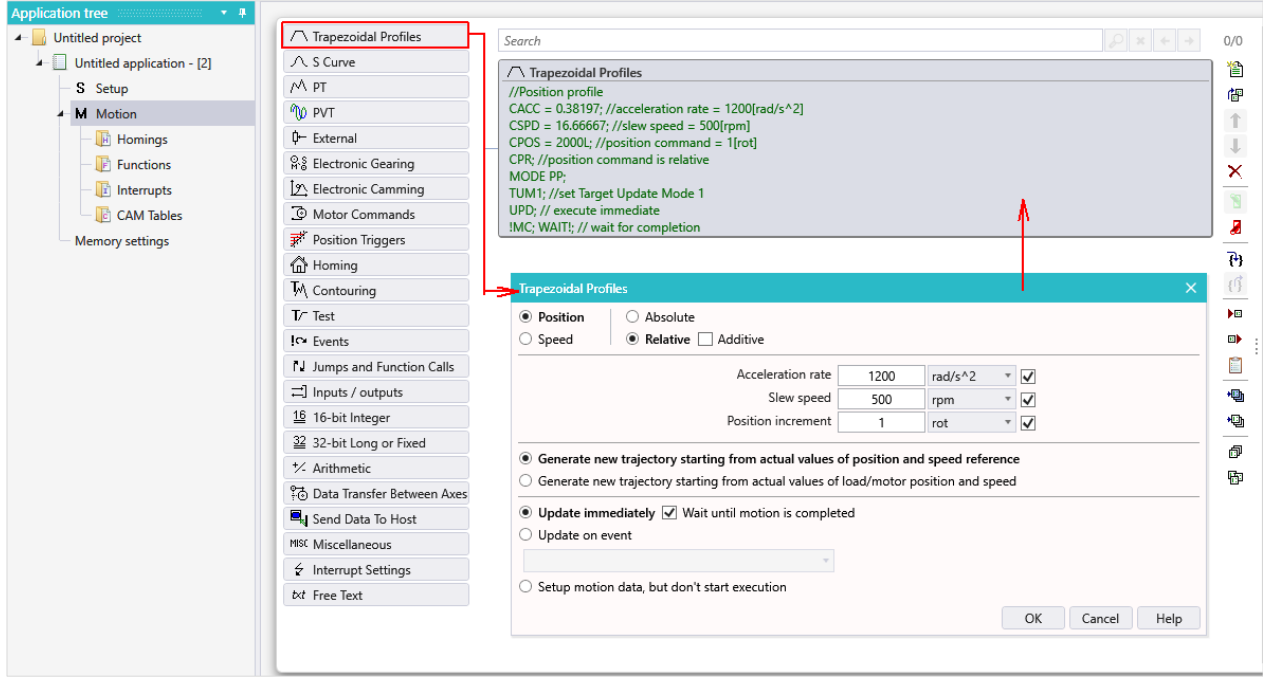 Application tree
Untitled project
Untitled application - [2]
S Setup
M Motion
Homings
Functions
Interrupts
CAM Tables
Memory settings
Trapezoidal Profiles
S Curve
PT
PVT
External
Electronic Gearing
Electronic Camming
Motor Commands
Position Triggers
Homing
Contouring
Test
Events
Jumps and Function Calls
Inputs / outputs
16 16-bit Integer
32 32-bit Long or Fixed
Arithmetic
Data Transfer Between Axes
Send Data To Host
MISC Miscellaneous
Interrupt Settings
txt Free Text
Search
0/0
Trapezoidal Profiles
//Position profile
CACC = 0.38197; //acceleration rate = 1200[rad/s^2]
CSPD = 16.66667; //slew speed = 500[rpm]
CPOS = 2000L; //position command = 1[rot]
CPR; //position command is relative
MODE PP;
TUM1; //set Target Update Mode 1
UPD; // execute immediate
!MC; WAIT!; // wait for completion
Trapezoidal Profiles
Position Absolute
Speed Relative Additive
Acceleration rate 1200 rad/s^2
Slew speed 500 rpm
Position increment 1 rot
Generate new trajectory starting from actual values of position and speed reference
Generate new trajectory starting from actual values of load/motor position and speed
Update immediately Wait until motion is completed
Update on event
Setup motion data, but don't start execution
OK Cancel Help